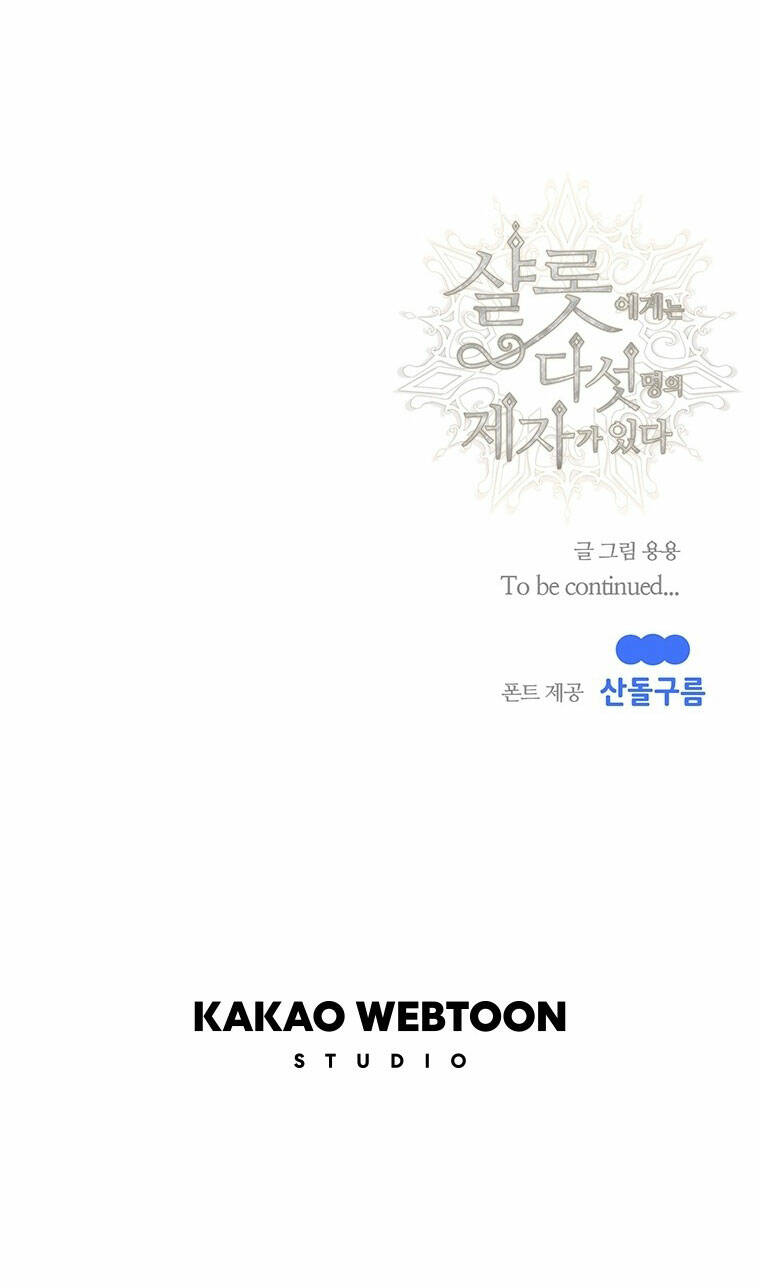 샬롯에게는
다섯명의
제자가 있다
글 그림 용용
To be continued...
폰트 제공 산돌구름
KAKAO WEBTOON
STUDIO